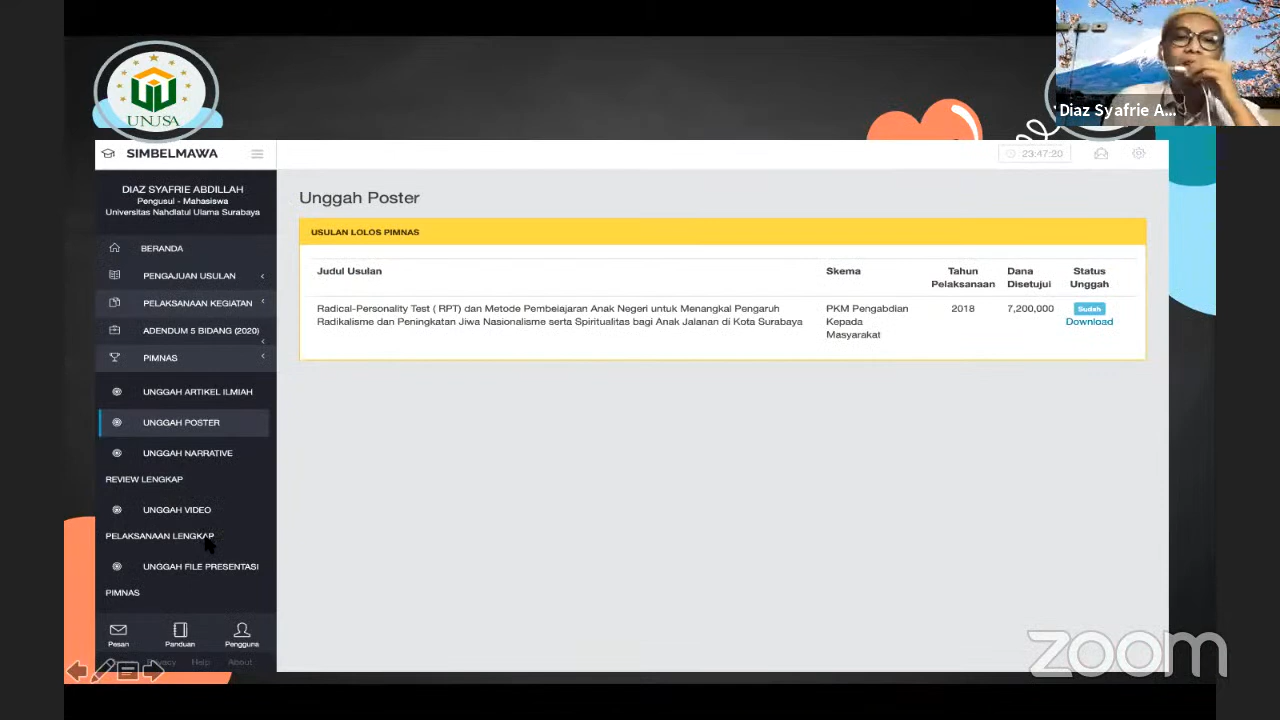 UNUSA
Diaz Syafrie A...
SIMBELMAWA
23:47:20
DIAZ SYAFRIE ABDILLAH
Pengusul - Mahasiswa
Universitas Nahdlatul Ulama Surabaya
BERANDA
PENGAJUAN USULAN
PELAKSANAAN KEGIATAN
ADENDUM 5 BIDANG (2020)
PIMNAS
UNGGAH ARTIKEL ILMIAH
UNGGAH POSTER
UNGGAH NARRATIVE
REVIEW LENGKAP
UNGGAH VIDEO
PELAKSANAAN LENGKAP
UNGGAH FILE PRESENTASI
PIMNAS
Pesan Panduan Pengguna
Privacy Help About
Unggah Poster
USULAN LOLOS PIMNAS
Judul Usulan Skema Tahun Pelaksanaan Dana Disetujui Status Unggah
Radical-Personality Test ( RPT) dan Metode Pembelajaran Anak Negeri untuk Menangkal Pengaruh
Radikalisme dan Peningkatan Jiwa Nasionalisme serta Spiritualitas bagi Anak Jalanan di Kota Surabaya
PKM Pengabdian
Kepada
Masyarakat
2018
7,200,000
Sudah
Download
zoom